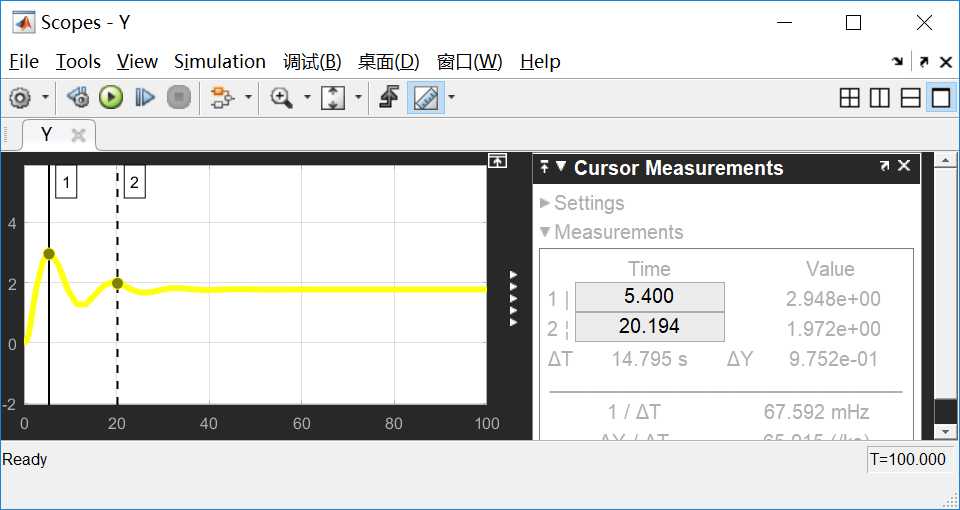 Scopes - Y
File Tools View Simulation 调试(B) 桌面(D) 窗口(W) Help
Y
1 2
4
2
0
-2
0 20 40 60 80 100
Cursor Measurements
Settings
Measurements
Time Value
1 | 5.400 2.948e+00
2 ¦ 20.194 1.972e+00
ΔT 14.795 s ΔY 9.752e-01
1 / ΔT 67.592 mHz
ΔY / ΔT 65.915 (/ks)
Ready T=100.000